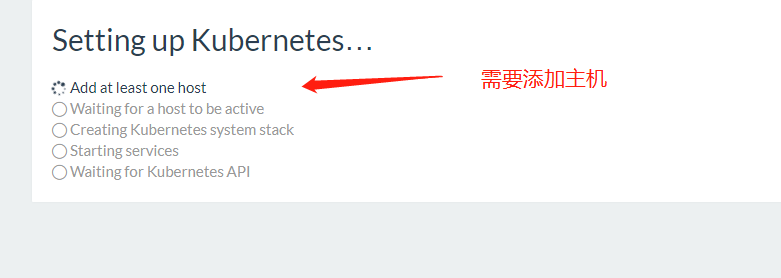 Setting up Kubernetes...
Add at least one host
需要添加主机
Waiting for a host to be active
Creating Kubernetes system stack
Starting services
Waiting for Kubernetes API